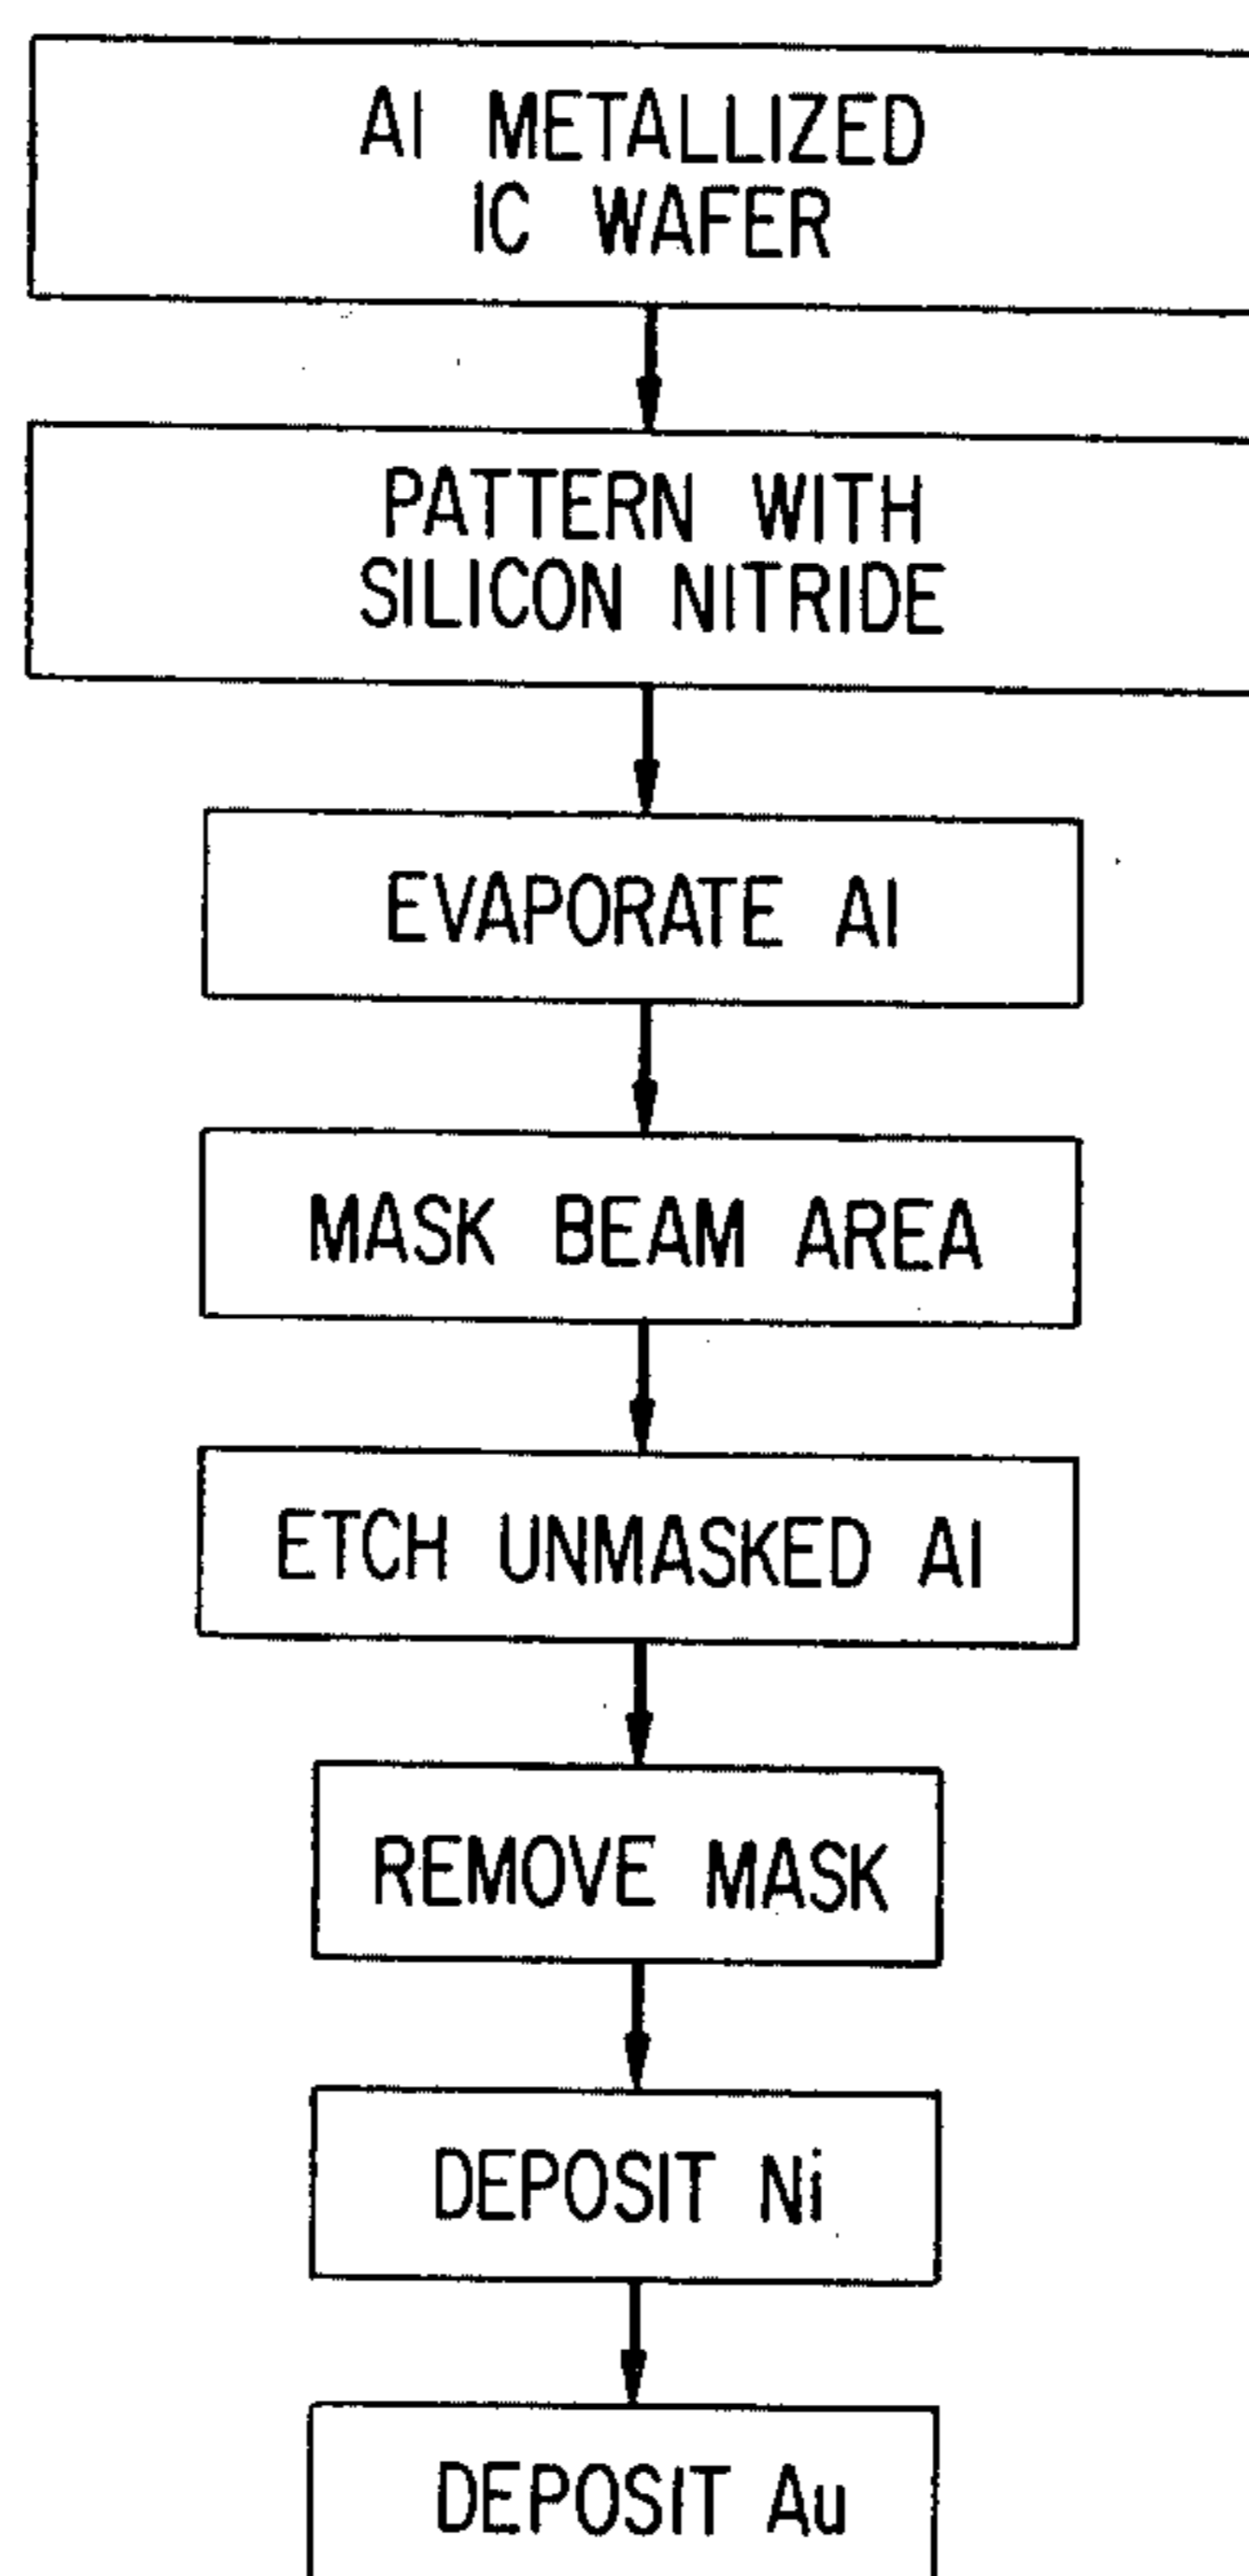 Al METALLIZED
IC WAFER
PATTERN WITH
SILICON NITRIDE
EVAPORATE Al
MASK BEAM AREA
ETCH UNMASKED Al
REMOVE MASK
DEPOSIT Ni
DEPOSIT Au